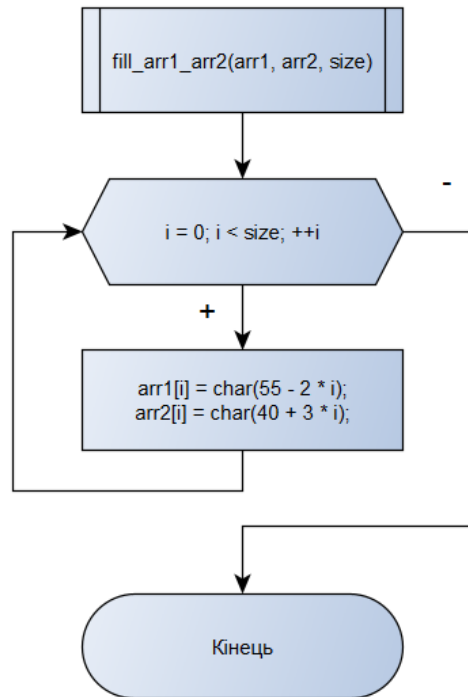 fill_arr1_arr2(arr1, arr2, size)
-
i = 0; i < size; ++i
+
arr1[i] = char(55 - 2 * i);
arr2[i] = char(40 + 3 * i);
Кінець